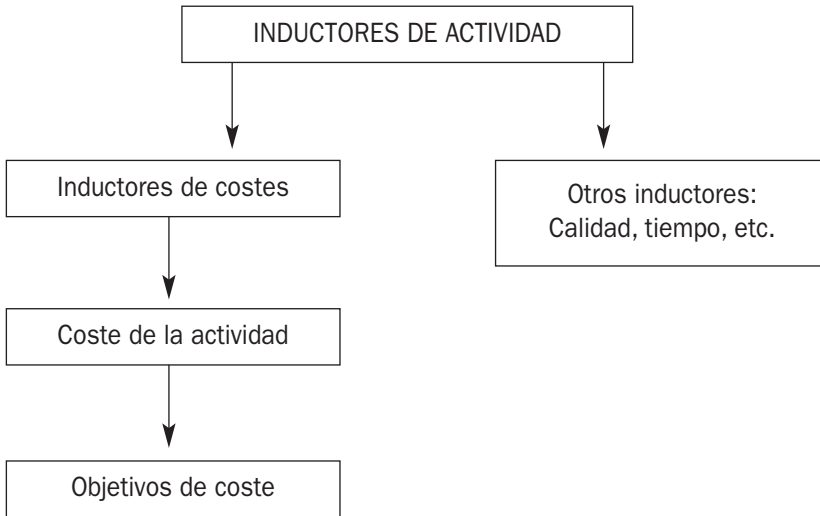 INDUCTORES DE ACTIVIDAD
Inductores de costes
Otros inductores:
Calidad, tiempo, etc.
Coste de la actividad
Objetivos de coste